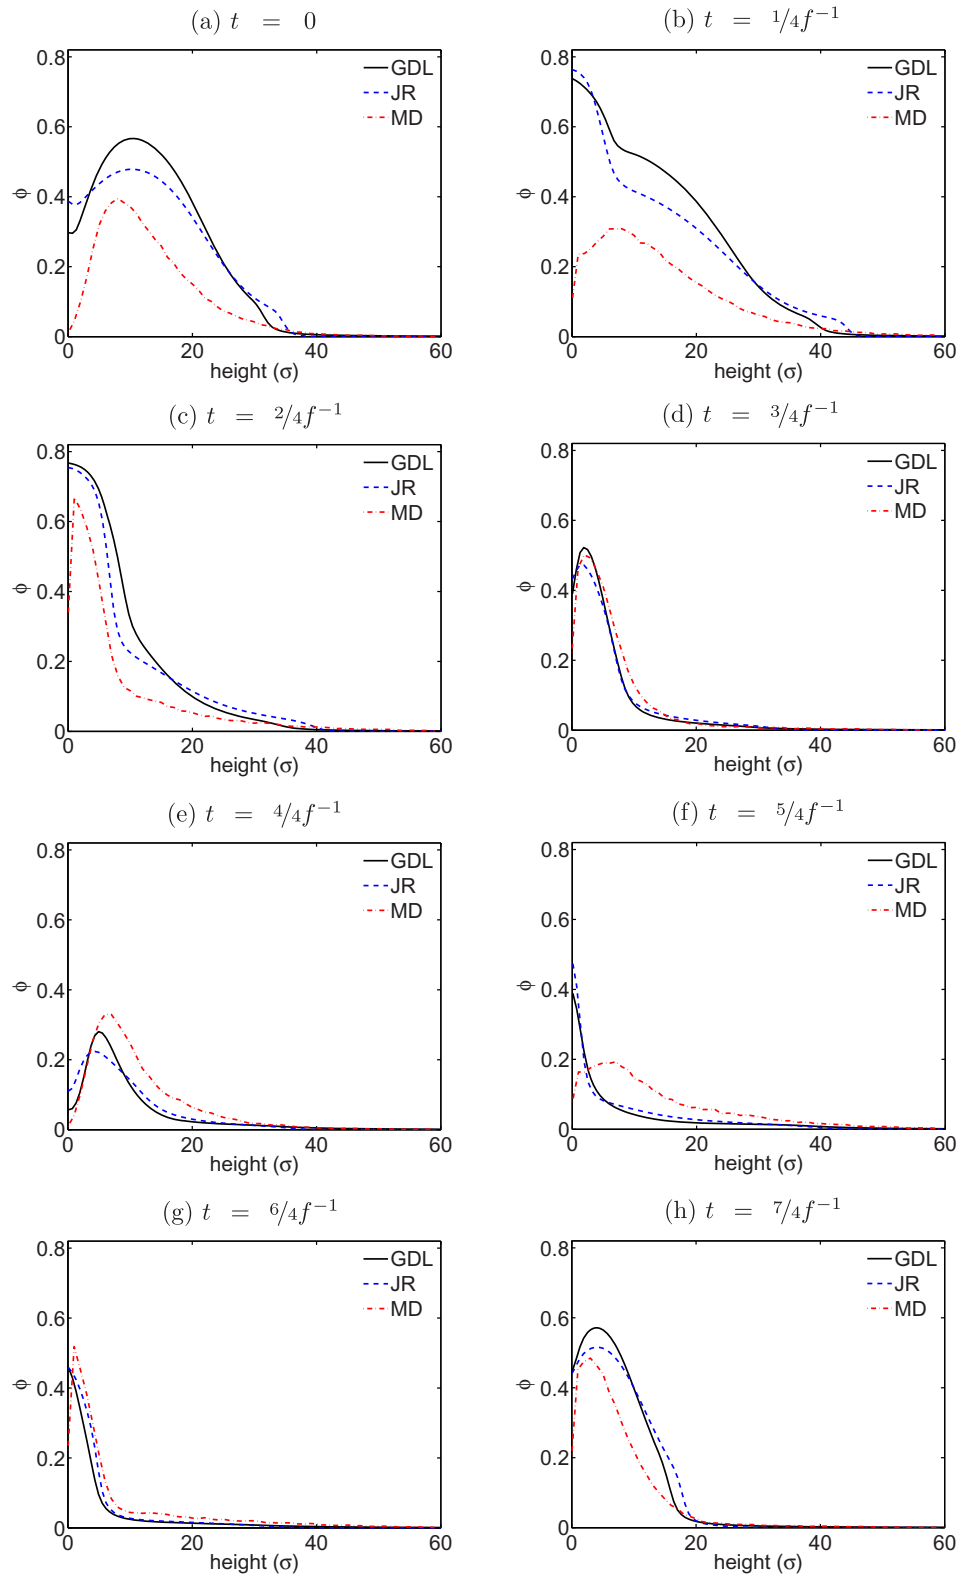 (a) t = 0
(b) t = 1/4f⁻¹
0.8
0.6
0.4
0.2
0
ϕ
GDL
JR
MD
0 20 40 60
height (σ)
0.8
0.6
0.4
0.2
0
ϕ
GDL
JR
MD
0 20 40 60
height (σ)
(c) t = 2/4f⁻¹
(d) t = 3/4f⁻¹
0.8
0.6
0.4
0.2
0
ϕ
GDL
JR
MD
0 20 40 60
height (σ)
0.8
0.6
0.4
0.2
0
ϕ
GDL
JR
MD
0 20 40 60
height (σ)
(e) t = 4/4f⁻¹
(f) t = 5/4f⁻¹
0.8
0.6
0.4
0.2
0
ϕ
GDL
JR
MD
0 20 40 60
height (σ)
0.8
0.6
0.4
0.2
0
ϕ
GDL
JR
MD
0 20 40 60
height (σ)
(g) t = 6/4f⁻¹
(h) t = 7/4f⁻¹
0.8
0.6
0.4
0.2
0
ϕ
GDL
JR
MD
0 20 40 60
height (σ)
0.8
0.6
0.4
0.2
0
ϕ
GDL
JR
MD
0 20 40 60
height (σ)